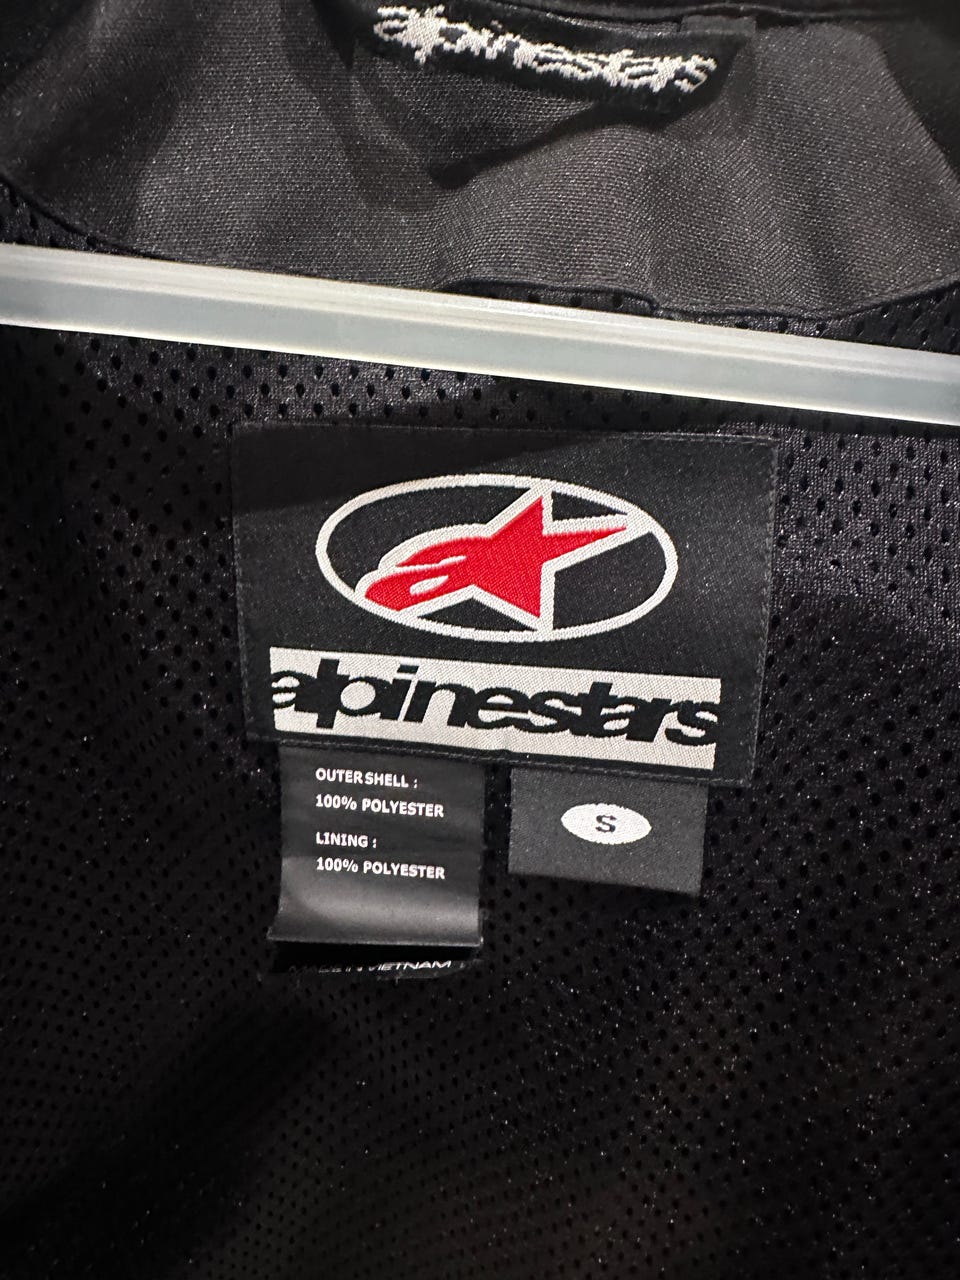 alpinestars
alpinestars
OUTER SHELL :
100% POLYESTER
LINING :
100% POLYESTER
S
VIETNAM